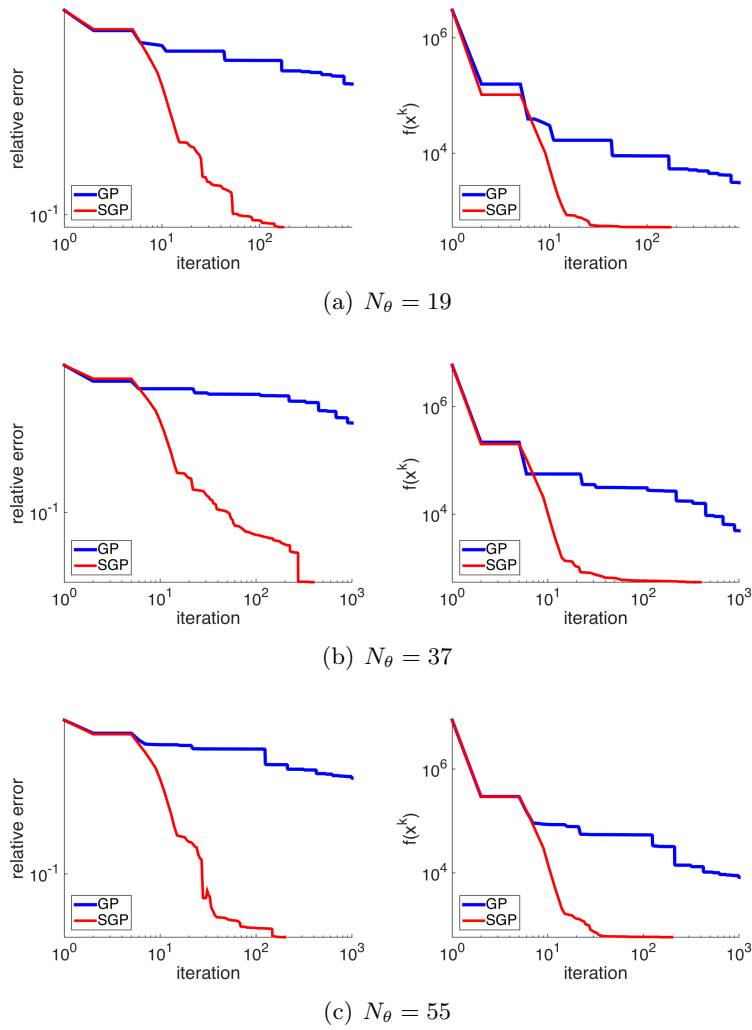 relative error
10^{-1}
GP
SGP
10^0
10^1
10^2
iteration
f(x^k)
10^6
10^4
GP
SGP
10^0
10^1
10^2
iteration
(a) N_θ = 19
relative error
10^{-1}
GP
SGP
10^0
10^1
10^2
10^3
iteration
f(x^k)
10^6
10^4
GP
SGP
10^0
10^1
10^2
10^3
iteration
(b) N_θ = 37
relative error
10^{-1}
GP
SGP
10^0
10^1
10^2
10^3
iteration
f(x^k)
10^6
10^4
GP
SGP
10^0
10^1
10^2
10^3
iteration
(c) N_θ = 55